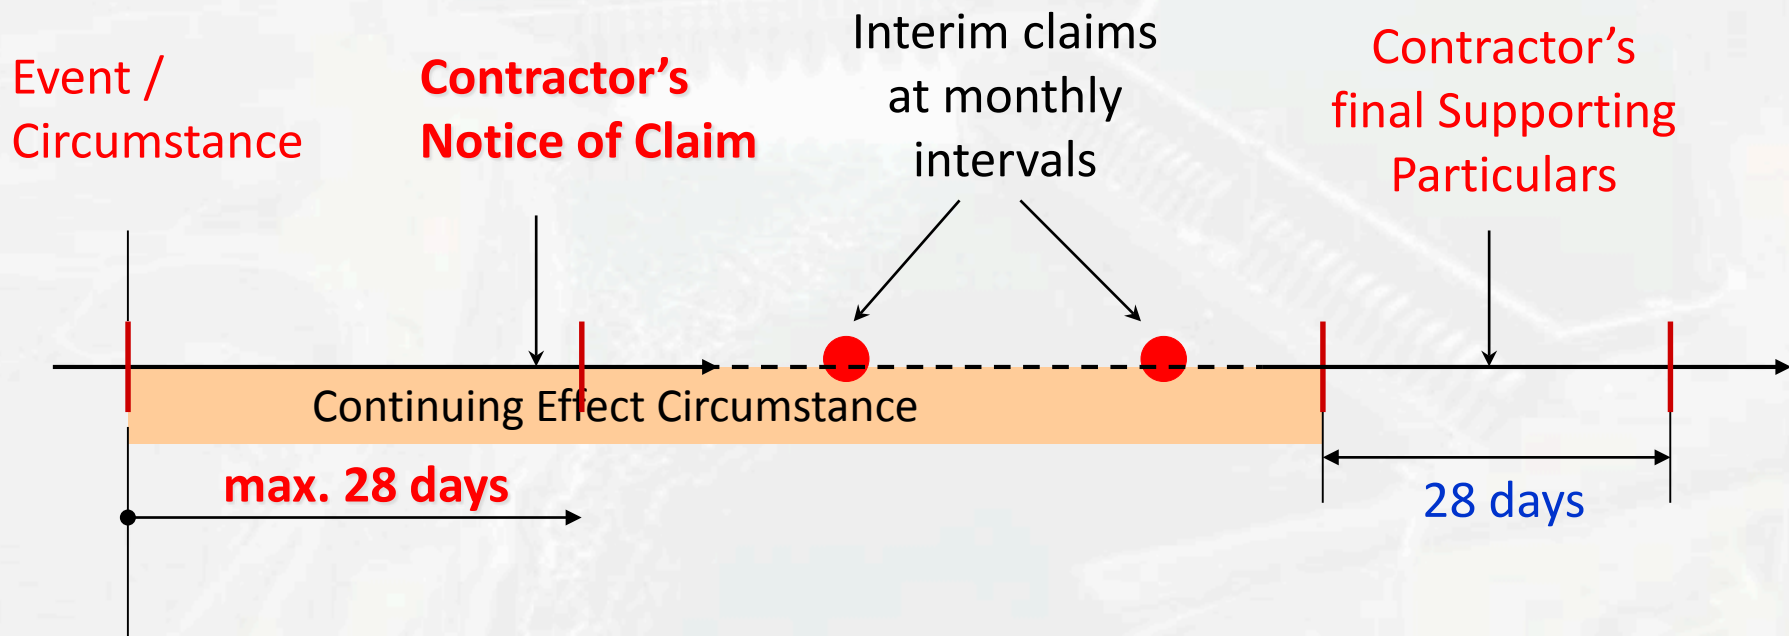 Event /
Circumstance
Contractor’s
Notice of Claim
Interim claims
at monthly
intervals
Contractor’s
final Supporting
Particulars
Continuing Effect Circumstance
max. 28 days
28 days